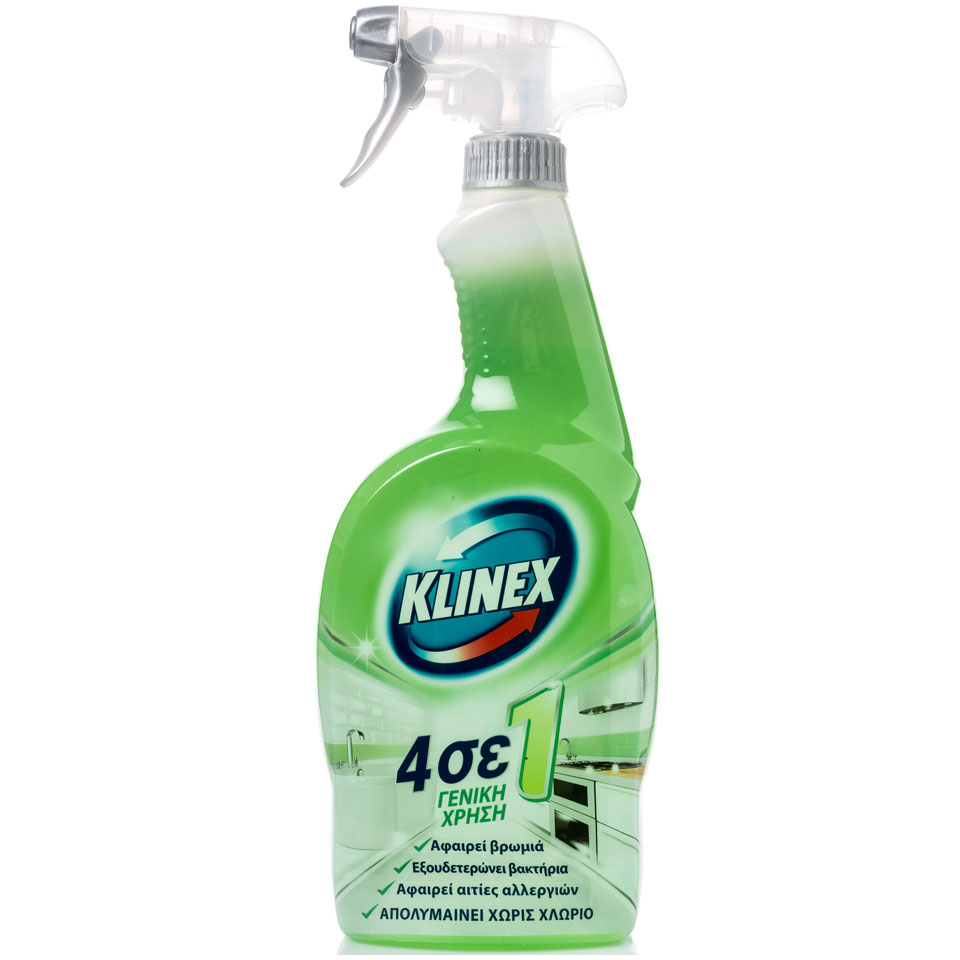 KLINEX
4σε1
ΓΕΝΙΚΗ
ΧΡΗΣΗ
Αφαιρεί βρωμιά
Εξουδετερώνει βακτήρια
Αφαιρεί αιτίες αλλεργιών
ΑΠΟΛΥΜΑΙΝΕΙ ΧΩΡΙΣ ΧΛΩΡΙΟ